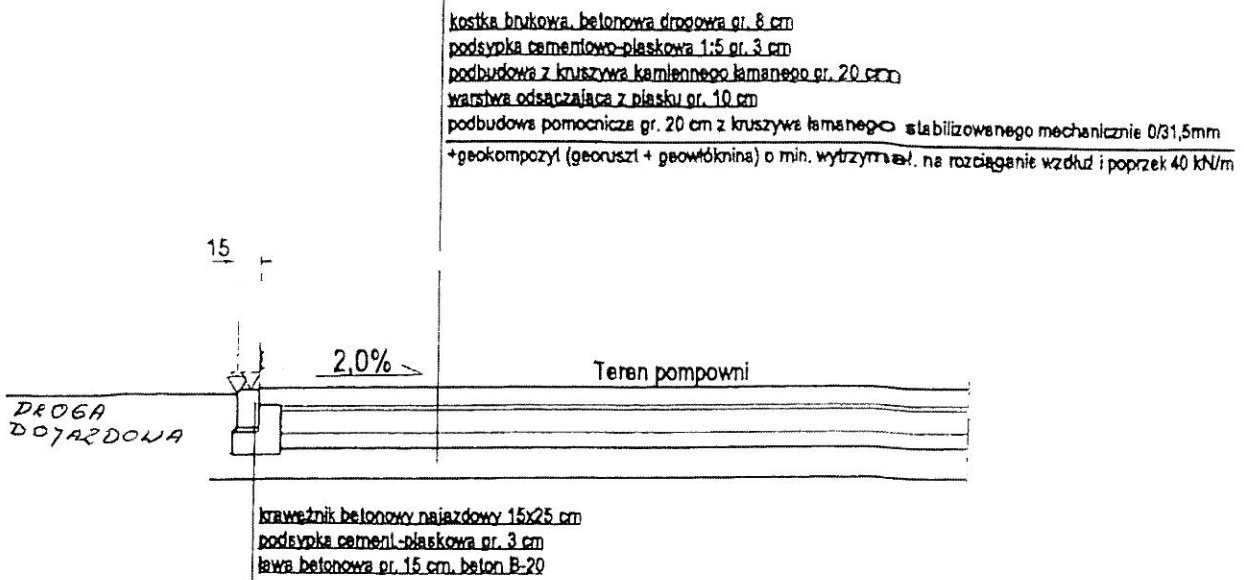 kostka brukowa, betonowa drogowa gr. 8 cm
podsypka cementowo-piaskowa 1:5 gr. 3 cm
podbudowa z kruszywa kamiennego łamanego gr. 20 cm
warstwa odsączająca z piasku gr. 10 cm
podbudowa pomocnicza gr. 20 cm z kruszywa łamanego stabilizowanego mechanicznie 0/31,5mm
+geokompozyt (georuszt + geowłóknina) o min. wytrzymał. na rozciąganie wzdłuż i poprzek 40 kN/m
15
2,0%
Teren pompowni
DROGA
DOJAZDOWA
krawężnik betonowy najazdowy 15x25 cm
podsypka cement.-piaskowa gr. 3 cm
ława betonowa gr. 15 cm, beton B-20